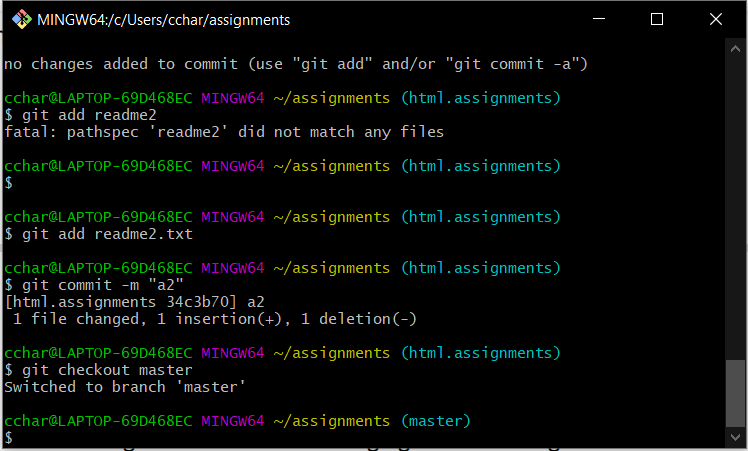 MINGW64:/c/Users/cchar/assignments
no changes added to commit (use "git add" and/or "git commit -a")
cchar@LAPTOP-69D468EC MINGW64 ~/assignments (html.assignments)
$ git add readme2
fatal: pathspec 'readme2' did not match any files
cchar@LAPTOP-69D468EC MINGW64 ~/assignments (html.assignments)
$
cchar@LAPTOP-69D468EC MINGW64 ~/assignments (html.assignments)
$ git add readme2.txt
cchar@LAPTOP-69D468EC MINGW64 ~/assignments (html.assignments)
$ git commit -m "a2"
[html.assignments 34c3b70] a2
 1 file changed, 1 insertion(+), 1 deletion(-)
cchar@LAPTOP-69D468EC MINGW64 ~/assignments (html.assignments)
$ git checkout master
Switched to branch 'master'
cchar@LAPTOP-69D468EC MINGW64 ~/assignments (master)
$